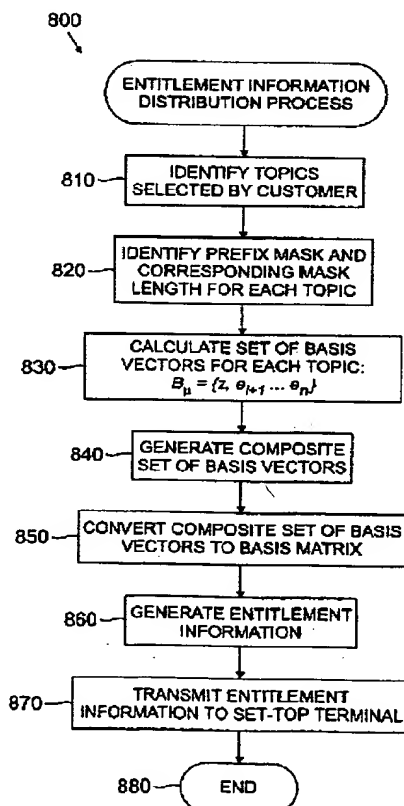 800
ENTITLEMENT INFORMATION
DISTRIBUTION PROCESS
810
IDENTIFY TOPICS
SELECTED BY CUSTOMER
820
IDENTIFY PREFIX MASK AND
CORRESPONDING MASK
LENGTH FOR EACH TOPIC
830
CALCULATE SET OF BASIS
VECTORS FOR EACH TOPIC:
Bμ = {z, ei+1 ... en}
840
GENERATE COMPOSITE
SET OF BASIS VECTORS
850
CONVERT COMPOSITE SET OF BASIS
VECTORS TO BASIS MATRIX
860
GENERATE ENTITLEMENT
INFORMATION
870
TRANSMIT ENTITLEMENT
INFORMATION TO SET-TOP TERMINAL
880
END